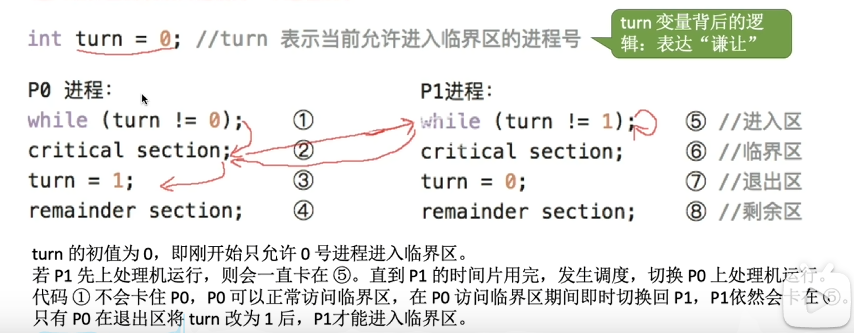 int turn = 0; //turn 表示当前允许进入临界区的进程号
turn 变量背后的逻
辑：表达“谦让”
P0 进程：
while (turn != 0); ①
critical section; ②
turn = 1; ③
remainder section; ④
P1进程：
while (turn != 1); ⑤ //进入区
critical section; ⑥ //临界区
turn = 0; ⑦ //退出区
remainder section; ⑧ //剩余区
turn 的初值为 0，即刚开始只允许 0 号进程进入临界区。
若 P1 先上处理机运行，则会一直卡在 ⑤。直到 P1 的时间片用完，发生调度，切换 P0 上处理机运行。
代码 ① 不会卡住 P0，P0 可以正常访问临界区，在 P0 访问临界区期间即时切换回 P1，P1依然会卡在 ⑤。
只有 P0 在退出区将 turn 改为 1 后，P1才能进入临界区。